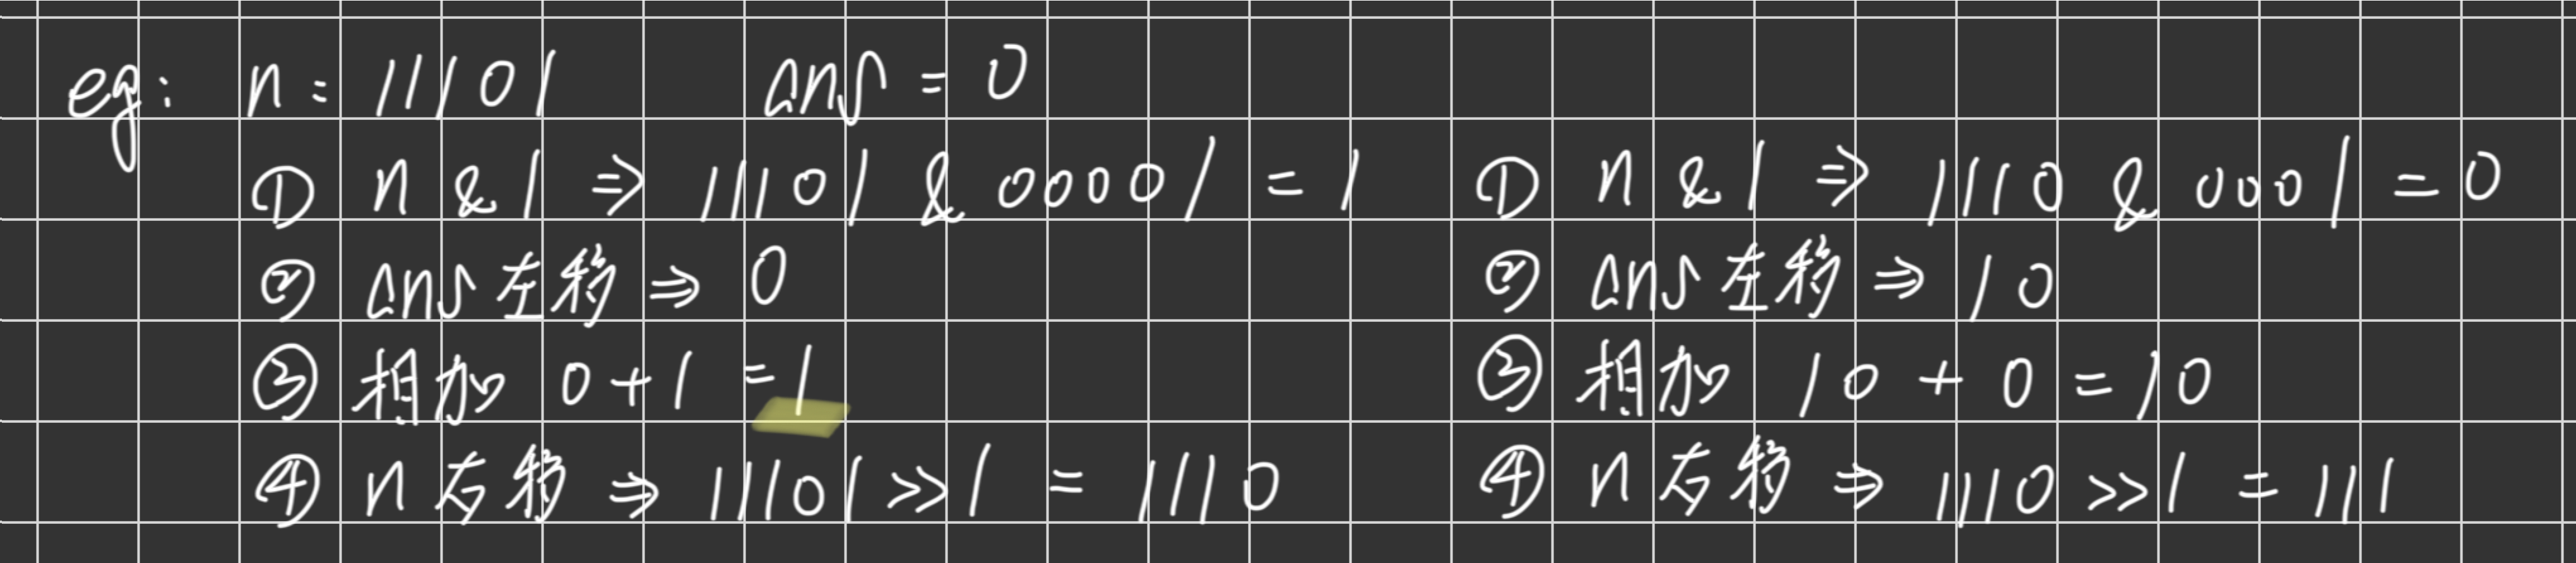 eg: n = 11101 ans = 0
① n & 1 ⇒ 11101 & 00001 = 1
② ans 左移 ⇒ 0
③ 相加 0 + 1 = 1
④ n 右移 ⇒ 11101 >> 1 = 1110
① n & 1 ⇒ 1110 & 0001 = 0
② ans 左移 ⇒ 10
③ 相加 10 + 0 = 10
④ n 右移 ⇒ 1110 >> 1 = 111